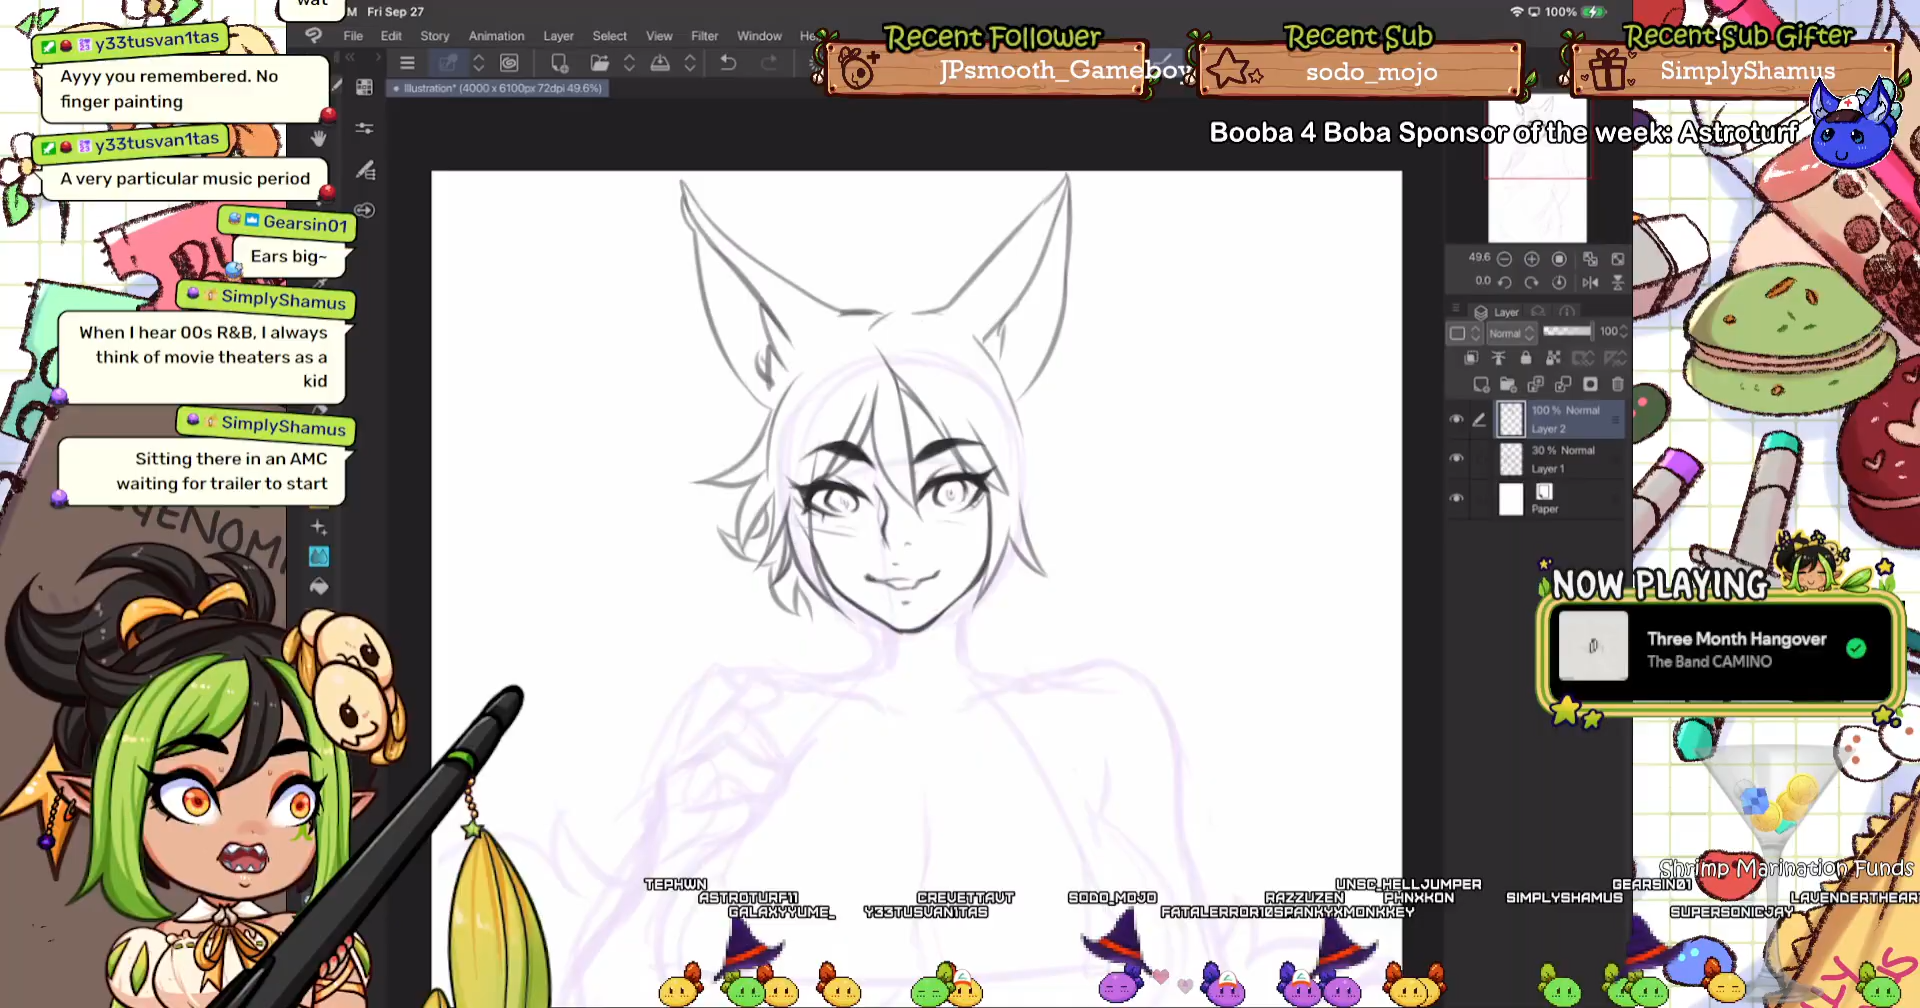 wat
M Fri Sep 27
100%
y33tusvan1tas
Ayyy you remembered. No
finger painting
y33tusvan1tas
A very particular music period
Gearsin01
Ears big~
SimplyShamus
When I hear 00s R&B, I always
think of movie theaters as a
kid
SimplyShamus
Sitting there in an AMC
waiting for trailer to start
File Edit Story Animation Layer Select View Filter Window He
Illustration* (4000 x 6100px 72dpi 49.6%)
Recent Follower
JPsmooth_Gameboy
Recent Sub
sodo_mojo
Recent Sub Gifter
SimplyShamus
Booba 4 Boba Sponsor of the week: Astroturf
49.6
0.0
Layer
Normal 100
100 % Normal
Layer 2
30 % Normal
Layer 1
Paper
NOW PLAYING
Three Month Hangover
The Band CAMINO
Shrimp Marination Funds
TEPHWN
ASTROTURF11
GALAXYYUME_
CREVETTAVT
Y33TUSVAN1TAS
SODO_MOJO
RAZZUZEN
UNSC_HELLJUMPER
PHNXKON
SIMPLYSHAMUS
GEARSIN01
SUPERSONICJAY
LAVENDERTHEART